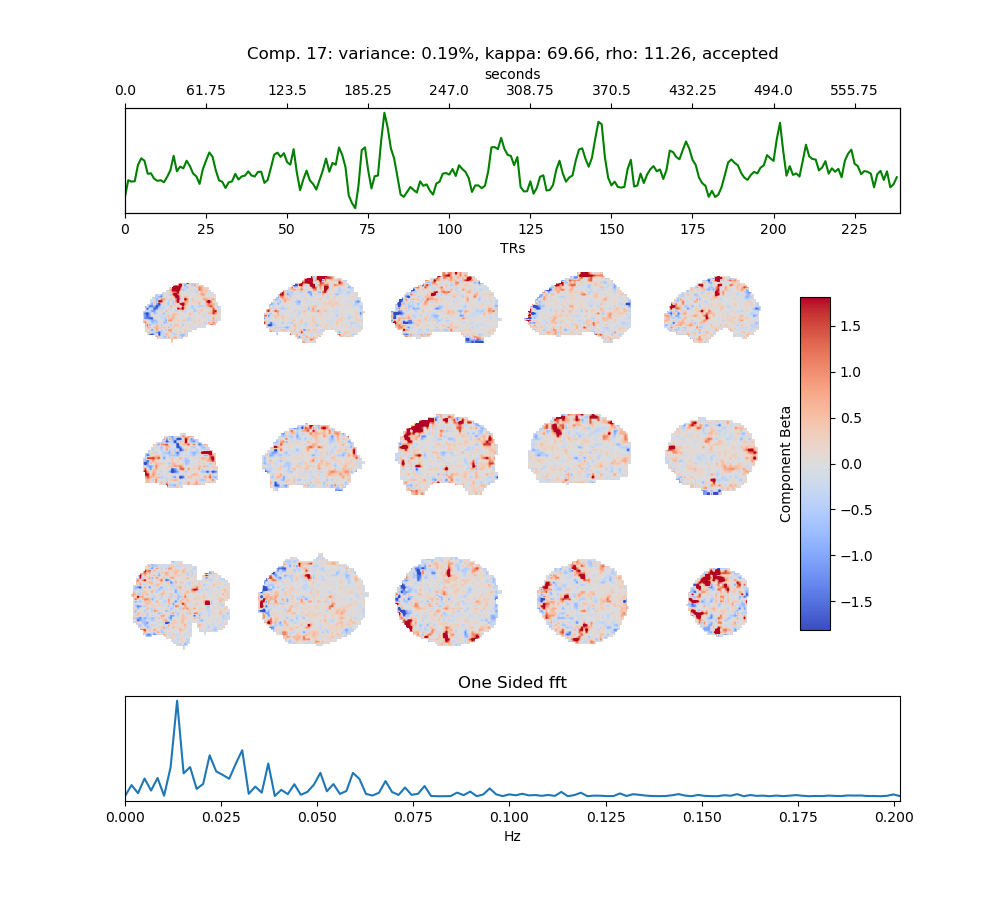 Comp. 17: variance: 0.19%, kappa: 69.66, rho: 11.26, accepted
seconds
0.0 61.75 123.5 185.25 247.0 308.75 370.5 432.25 494.0 555.75
0 25 50 75 100 125 150 175 200 225
TRs
Component Beta
1.5
1.0
0.5
0.0
−0.5
−1.0
−1.5
One Sided fft
0.000 0.025 0.050 0.075 0.100 0.125 0.150 0.175 0.200
Hz